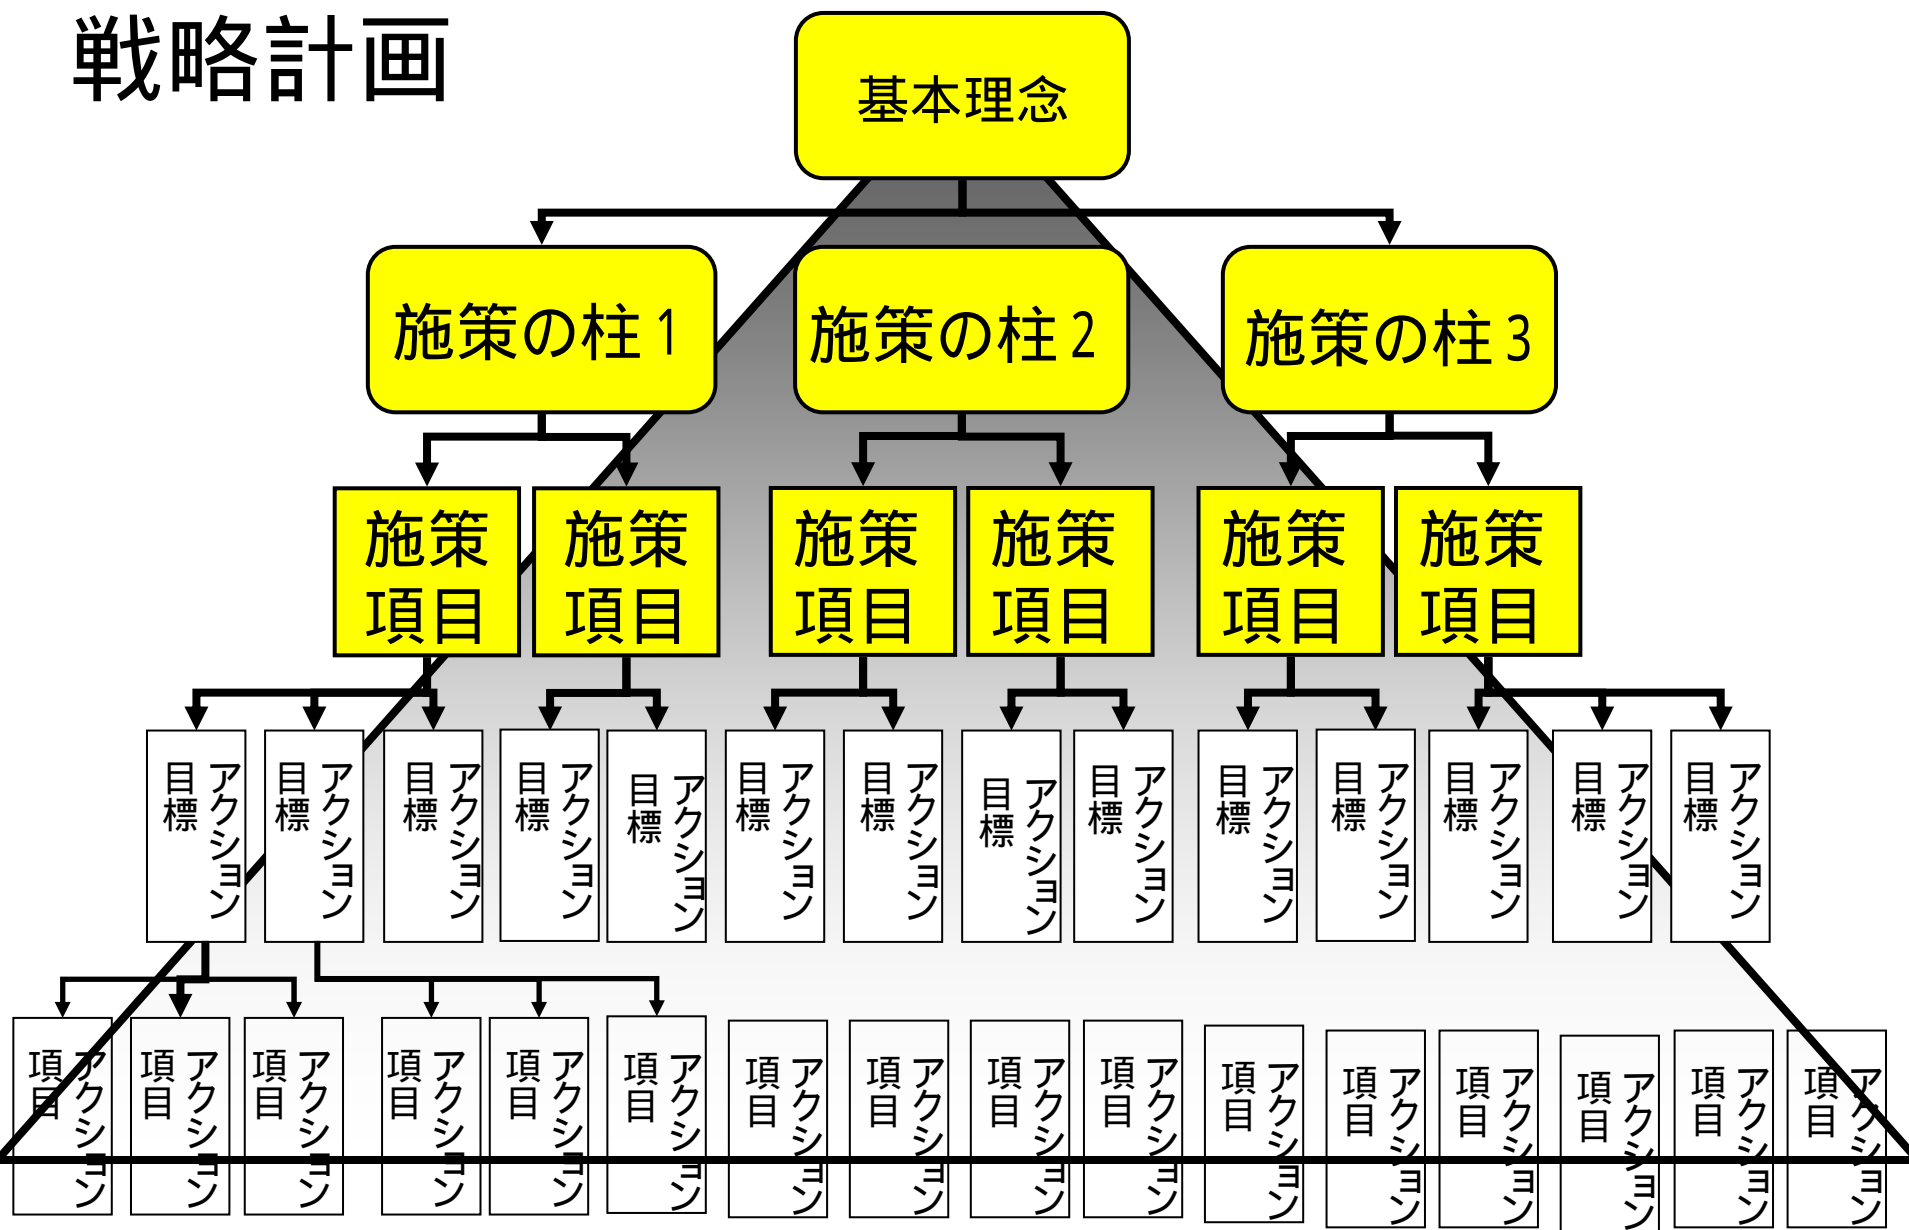 戦略計画
基本理念
施策の柱1
施策の柱2
施策の柱3
施策
項目
施策
項目
施策
項目
施策
項目
施策
項目
施策
項目
アクション
目標
アクション
目標
アクション
目標
アクション
目標
アクション
目標
アクション
目標
アクション
目標
アクション
目標
アクション
目標
アクション
目標
アクション
目標
アクション
目標
アクション
目標
アクション
目標
アクション
項目
アクション
項目
アクション
項目
アクション
項目
アクション
項目
アクション
項目
アクション
項目
アクション
項目
アクション
項目
アクション
項目
アクション
項目
アクション
項目
アクション
項目
アクション
項目
アクション
項目
アクション
項目